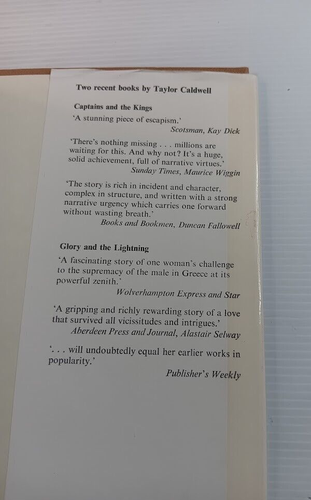 Two recent books by Taylor Caldwell
Captains and the Kings
'A stunning piece of escapism.'
Scotsman, Kay Dick
'There's nothing missing . . . millions are
waiting for this. And why not? It's a huge,
solid achievement, full of narrative virtues.'
Sunday Times, Maurice Wiggin
'The story is rich in incident and character,
complex in structure, and written with a strong
narrative urgency which carries one forward
without wasting breath.'
Books and Bookmen, Duncan Fallowell
Glory and the Lightning
'A fascinating story of one woman's challenge
to the supremacy of the male in Greece at its
powerful zenith.'
Wolverhampton Express and Star
'A gripping and richly rewarding story of a love
that survived all vicissitudes and intrigues.'
Aberdeen Press and Journal, Alastair Selway
'. . . will undoubtedly equal her earlier works in
popularity.'
Publisher's Weekly